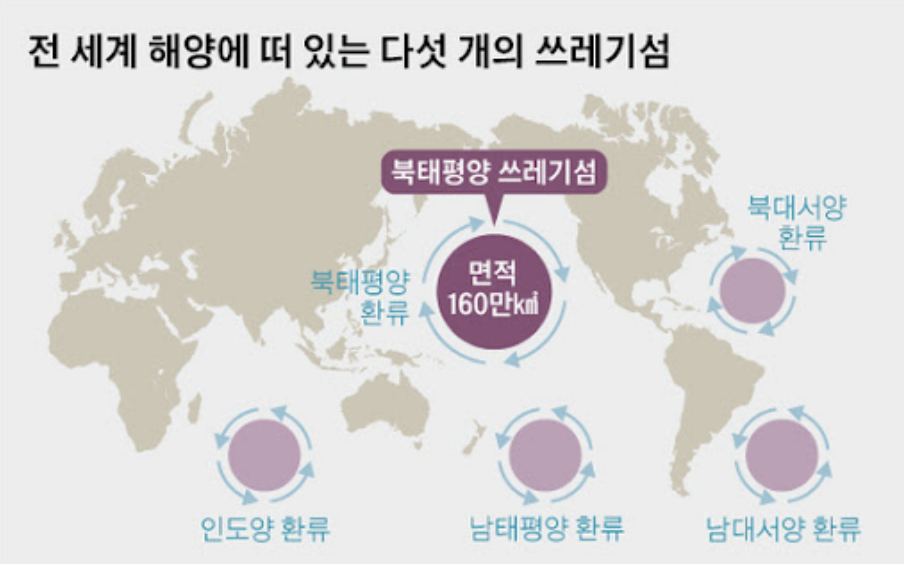 전 세계 해양에 떠 있는 다섯 개의 쓰레기섬
북태평양 쓰레기섬
북대서양
환류
북태평양
환류
면적
160만㎢
인도양 환류
남태평양 환류
남대서양 환류